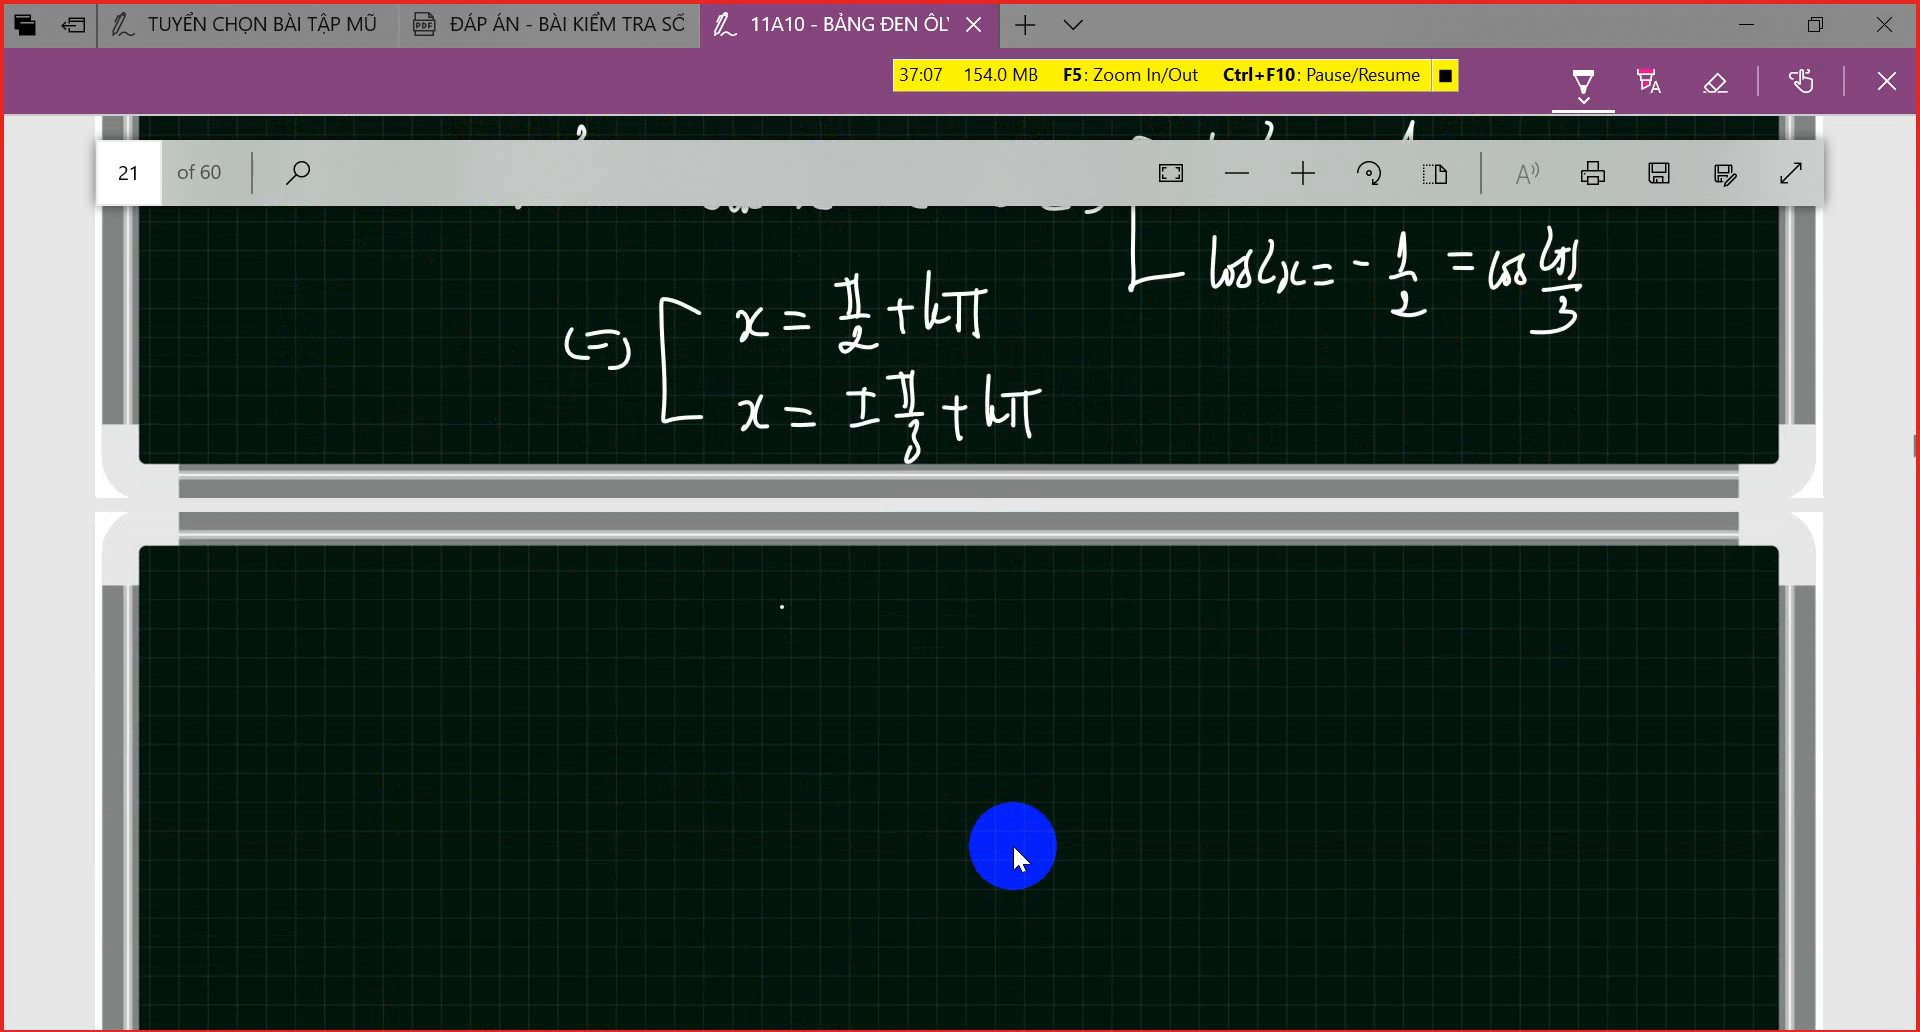 TUYỂN CHỌN BÀI TẬP MŨ
ĐÁP ÁN - BÀI KIỂM TRA SỐ
11A10 - BẢNG ĐEN ÔLY
37:07 154.0 MB F5: Zoom In/Out Ctrl+F10: Pause/Resume
21 of 60
cos2x = -1/2 = cos 2π/3
(=) x = π/2 + kπ
x = ± π/3 + kπ